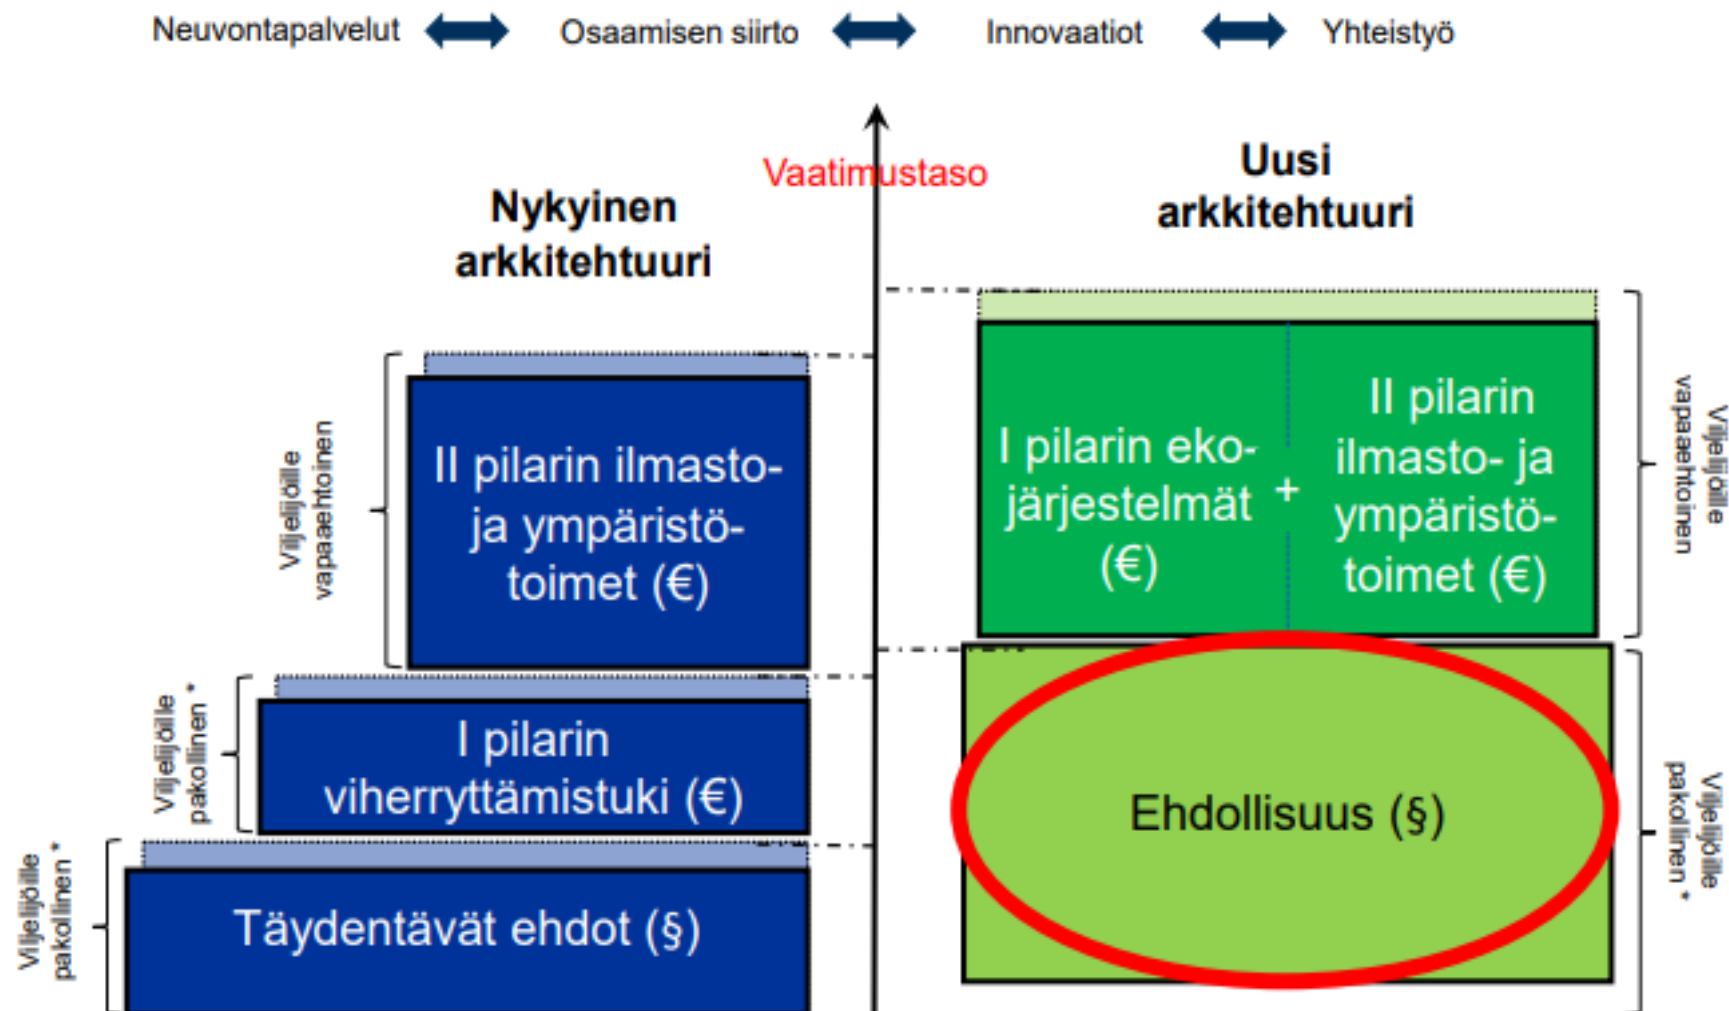 Neuvontapalvelut
Osaamisen siirto
Innovaatiot
Yhteistyö
Vaatimustaso
Nykyinen
arkkitehtuuri
Viljelijöille
vapaaehtoinen
II pilarin ilmasto-
ja ympäristö-
toimet (€)
Viljelijöille
pakollinen *
I pilarin
viherryttämistuki (€)
Viljelijöille
pakollinen *
Täydentävät ehdot (§)
Uusi
arkkitehtuuri
I pilarin eko-
järjestelmät
(€)
+
II pilarin
ilmasto- ja
ympäristö-
toimet (€)
Viljelijöille
vapaaehtoinen
Ehdollisuus (§)
Viljelijöille
pakollinen *